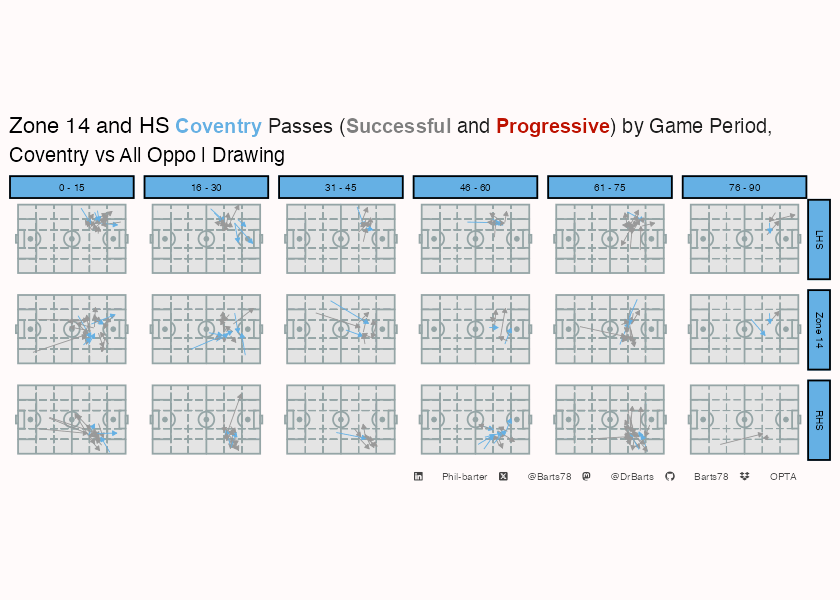 Zone 14 and HS Coventry Passes (Successful and Progressive) by Game Period,
Coventry vs All Oppo | Drawing
0 - 15 16 - 30 31 - 45 46 - 60 61 - 75 76 - 90
LHS
Zone 14
RHS
Phil-barter @Barts78 @DrBarts Barts78 OPTA